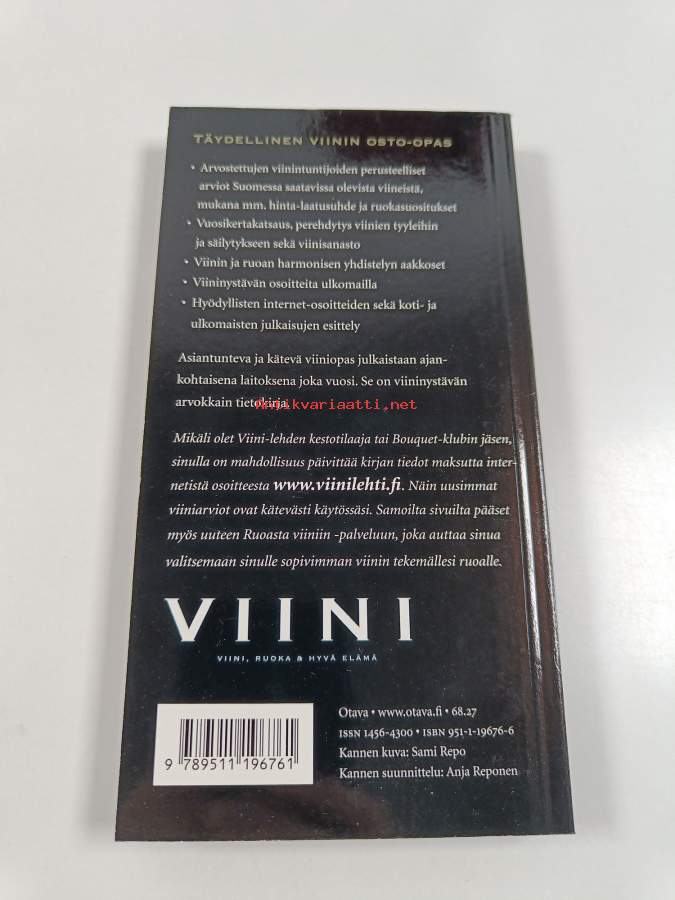 TÄYDELLINEN VIININ OSTO-OPAS
• Arvostettujen viinintuntijoiden perusteelliset
arviot Suomessa saatavissa olevista viineistä,
mukana mm. hinta-laatusuhde ja ruokasuositukset
• Vuosikertakatsaus, perehdytys viinien tyyleihin
ja säilytykseen sekä viinisanasto
• Viinin ja ruoan harmonisen yhdistelyn aakkoset
• Viininystävän osoitteita ulkomailla
• Hyödyllisten internet-osoitteiden sekä koti- ja
ulkomaisten julkaisujen esittely
Asiantunteva ja kätevä viiniopas julkaistaan ajan-
kohtaisena laitoksena joka vuosi. Se on viininystävän
arvokkain tietokirja.
Antikvariaatti.net
Mikäli olet Viini-lehden kestotilaaja tai Bouquet-klubin jäsen,
sinulla on mahdollisuus päivittää kirjan tiedot maksutta inter-
netistä osoitteesta www.viinilehti.fi. Näin uusimmat
viiniarviot ovat kätevästi käytössäsi. Samoilta sivuilta pääset
myös uuteen Ruoasta viiniin -palveluun, joka auttaa sinua
valitsemaan sinulle sopivimman viinin tekemällesi ruoalle.
VIINI
VIINI, RUOKA & HYVÄ ELÄMÄ
Otava • www.otava.fi • 68.27
ISSN 1456-4300 • ISBN 951-1-19676-6
Kannen kuva: Sami Repo
Kannen suunnittelu: Anja Reponen
9 789511 196761